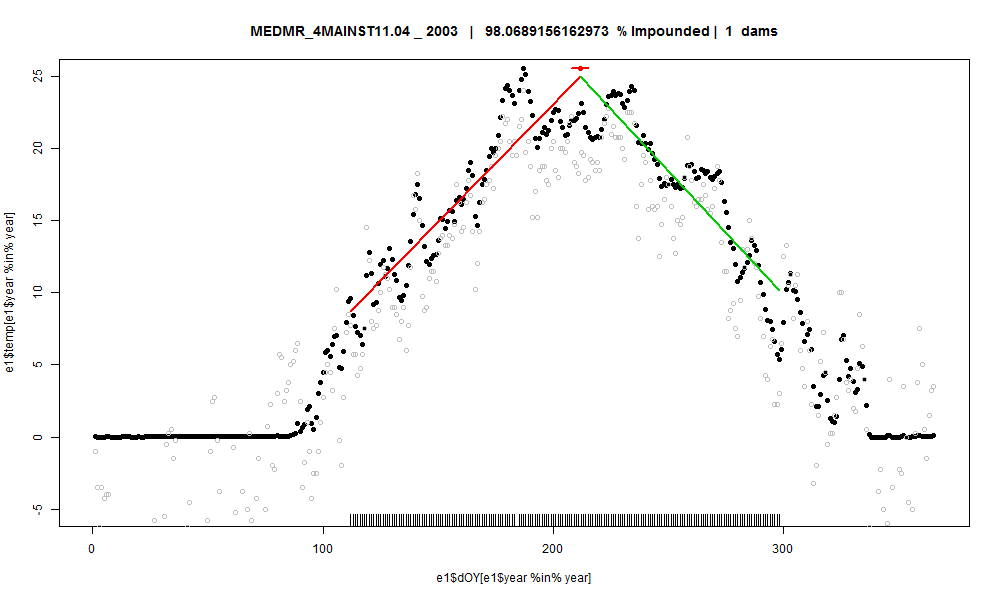 MEDMR_4MAINST11.04 _ 2003 | 98.0689156162973 % Impounded | 1 dams
e1$temp[e1$year %in% year]
25
20
15
10
5
0
-5
0 100 200 300
e1$dOY[e1$year %in% year]